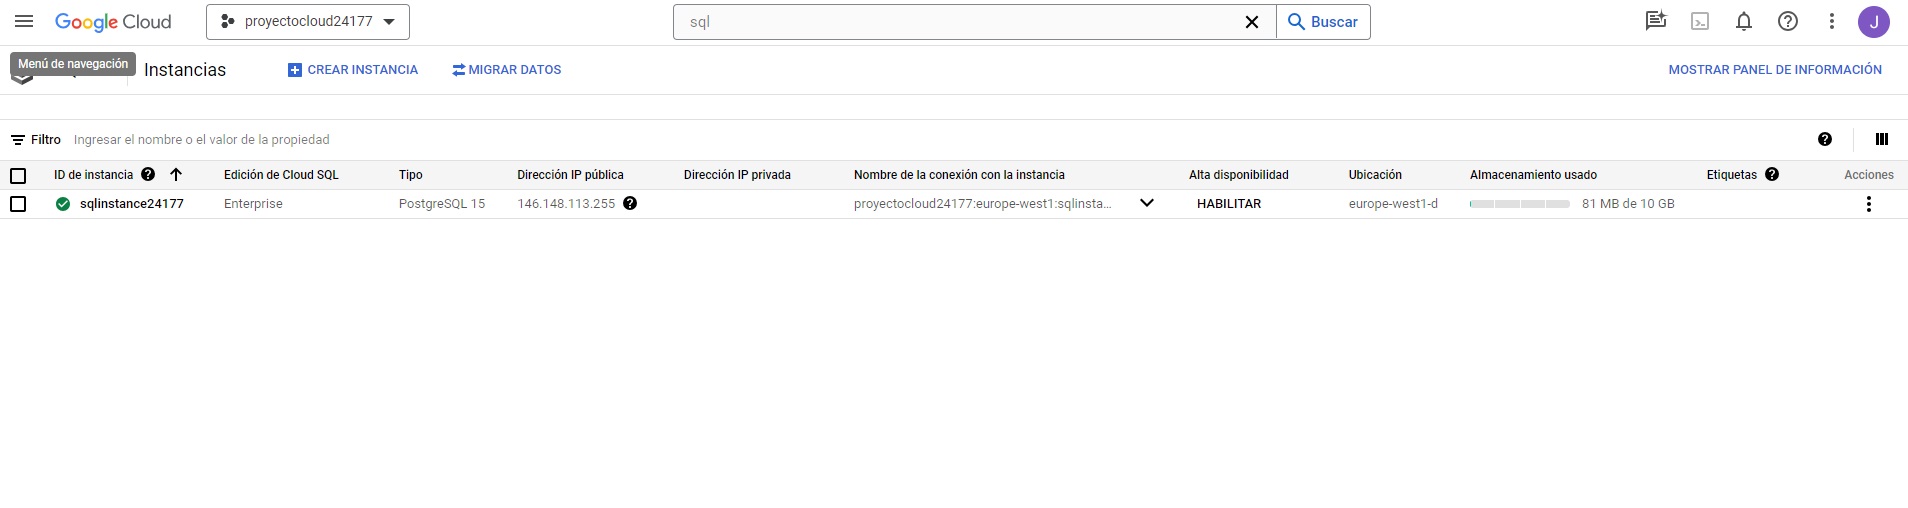 Google Cloud
proyectocloud24177
sql
Buscar
J
Menú de navegación
Instancias
CREAR INSTANCIA
MIGRAR DATOS
MOSTRAR PANEL DE INFORMACIÓN
Filtro Ingresar el nombre o el valor de la propiedad
ID de instancia Edición de Cloud SQL Tipo Dirección IP pública Dirección IP privada Nombre de la conexión con la instancia Alta disponibilidad Ubicación Almacenamiento usado Etiquetas Acciones
sqlinstance24177 Enterprise PostgreSQL 15 146.148.113.255 proyectocloud24177:europe-west1:sqlinsta... HABILITAR europe-west1-d 81 MB de 10 GB